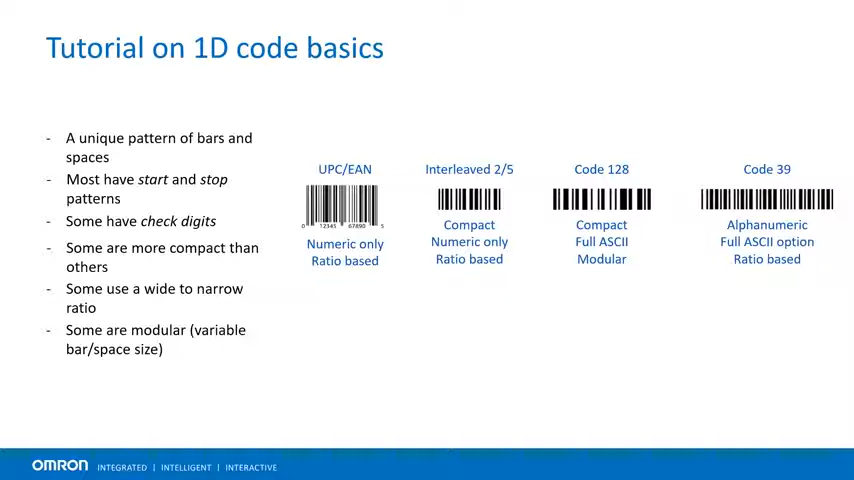 Tutorial on 1D code basics
- A unique pattern of bars and
spaces
- Most have start and stop
patterns
- Some have check digits
- Some are more compact than
others
- Some use a wide to narrow
ratio
- Some are modular (variable
bar/space size)
UPC/EAN
0 12345 67890 5
Numeric only
Ratio based
Interleaved 2/5
Compact
Numeric only
Ratio based
Code 128
Compact
Full ASCII
Modular
Code 39
Alphanumeric
Full ASCII option
Ratio based
OMRON INTEGRATED | INTELLIGENT | INTERACTIVE